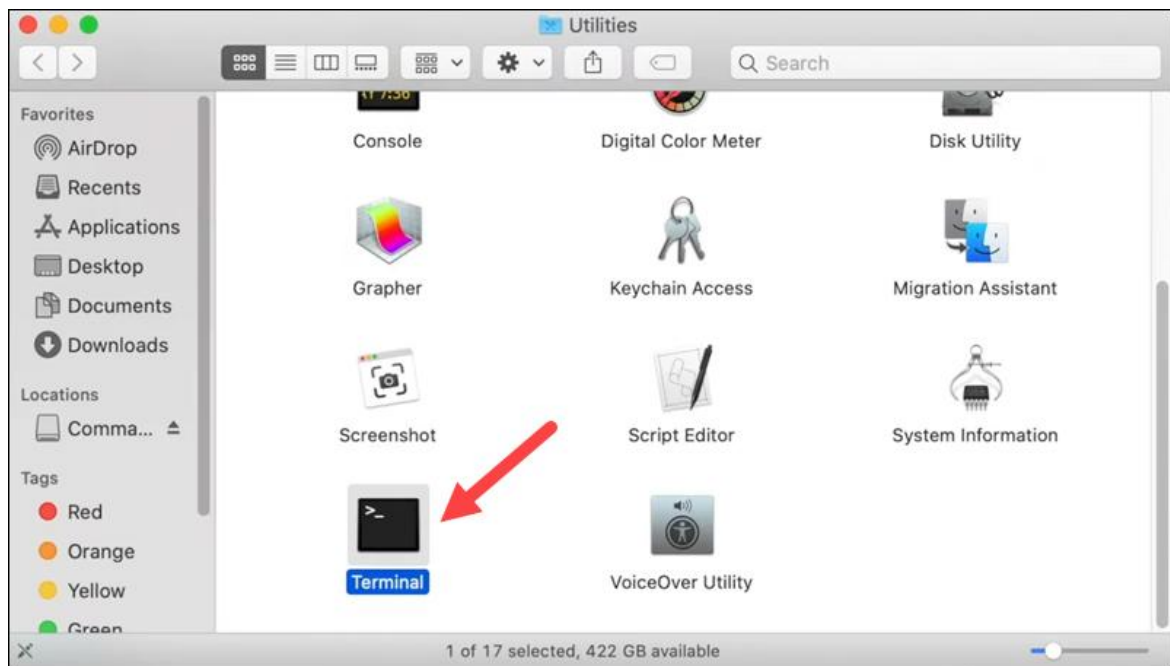 Utilities
Search
Favorites
AirDrop
Recents
Applications
Desktop
Documents
Downloads
Locations
Comma...
Tags
Red
Orange
Yellow
Green
Console
Digital Color Meter
Disk Utility
Grapher
Keychain Access
Migration Assistant
Screenshot
Script Editor
System Information
>_
Terminal
VoiceOver Utility
1 of 17 selected, 422 GB available